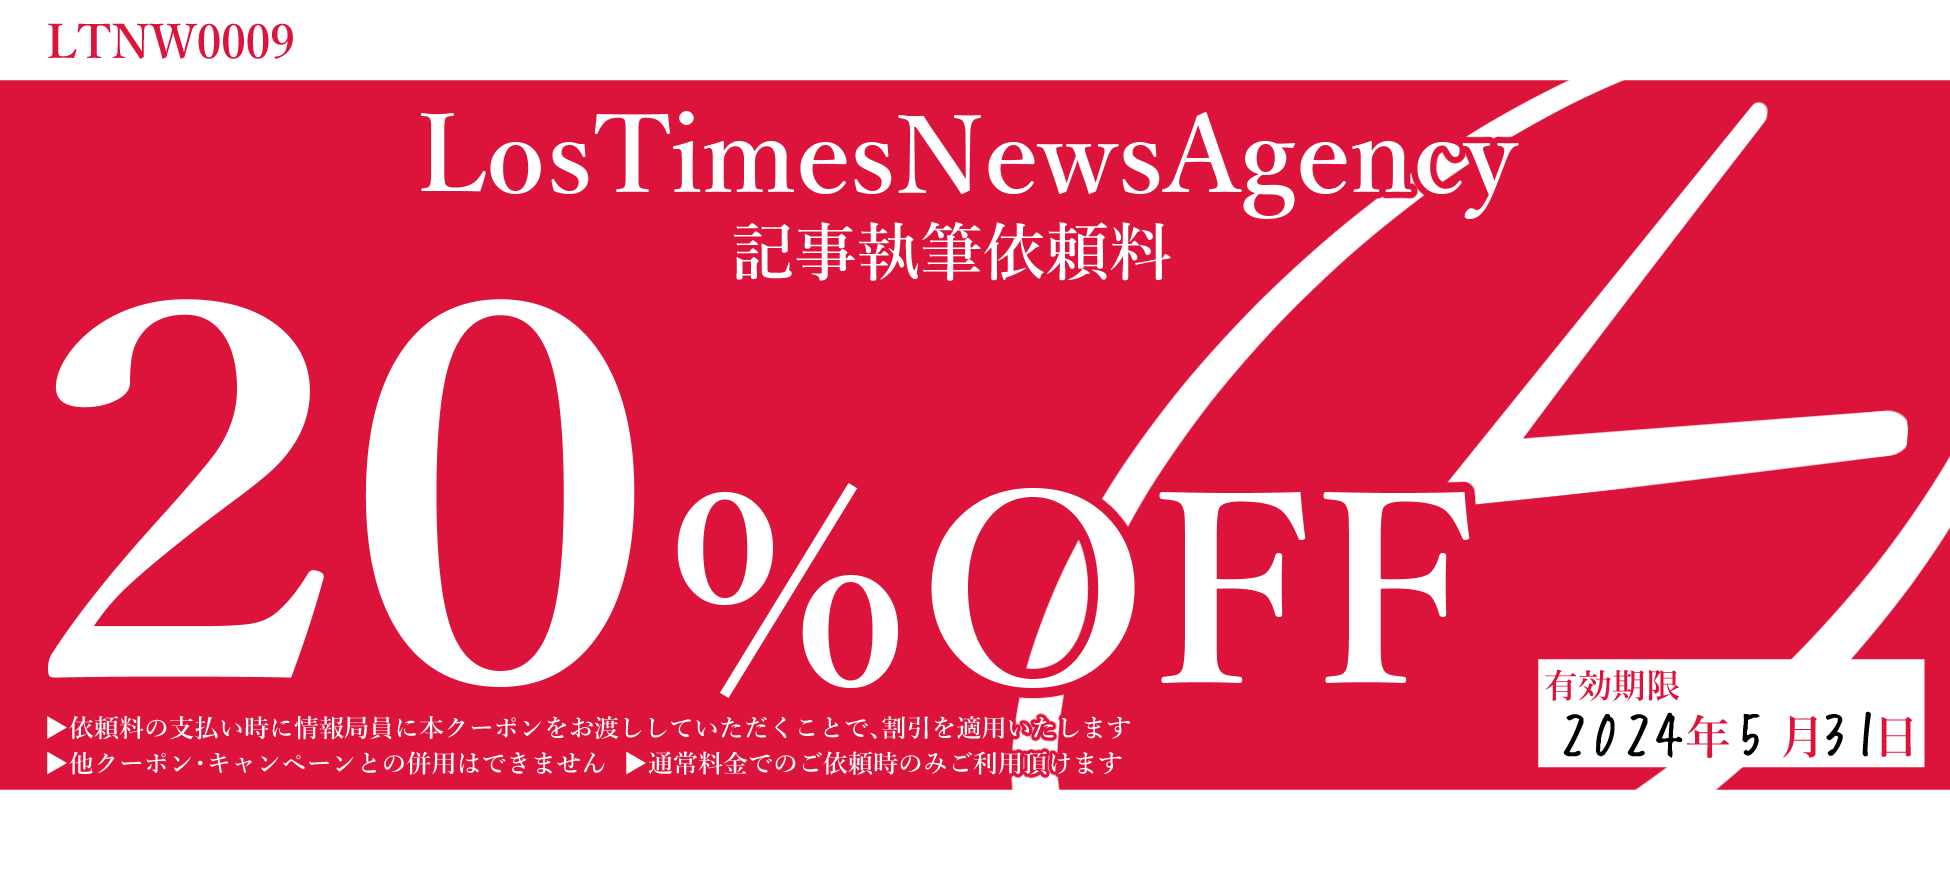 LTNW0009
LosTimesNewsAgency
記事執筆依頼料
20%OFF
▶依頼料の支払い時に情報局員に本クーポンをお渡ししていただくことで、割引を適用いたします
▶他クーポン・キャンペーンとの併用はできません ▶通常料金でのご依頼時のみご利用頂けます
有効期限
2024年5月31日